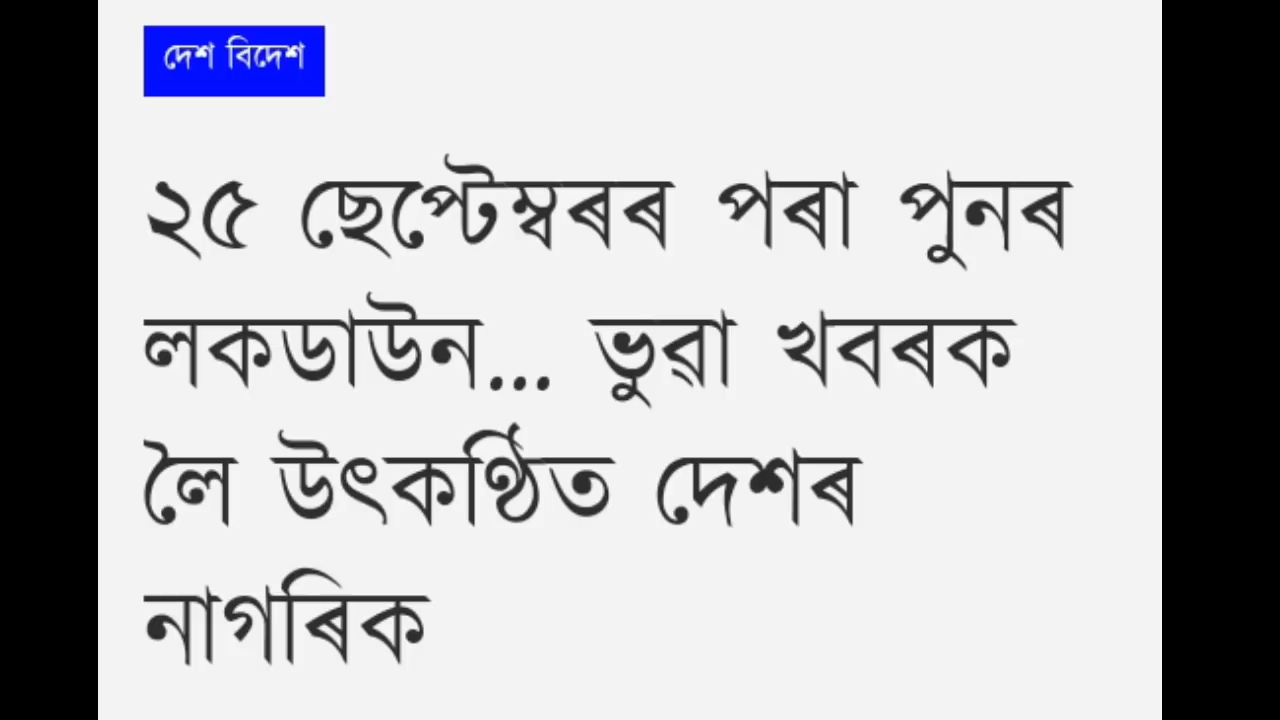 দেশ বিদেশ
২৫ ছেপ্টেম্বৰৰ পৰা পুনৰ
লকডাউন... ভুৱা খবৰক
লৈ উৎকণ্ঠিত দেশৰ
নাগৰিক